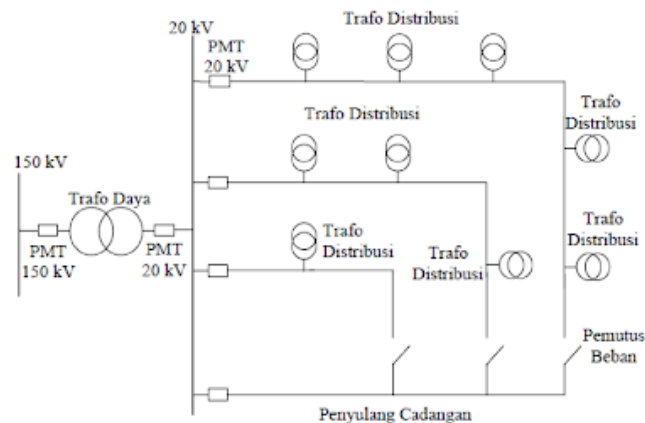 20 kV
PMT
20 kV
Trafo Distribusi
Trafo
Distribusi
Trafo Distribusi
150 kV
Trafo Daya
PMT
150 kV
PMT
20 kV
Trafo
Distribusi
Trafo
Distribusi
Trafo
Distribusi
Pemutus
Beban
Penyulang Cadangan